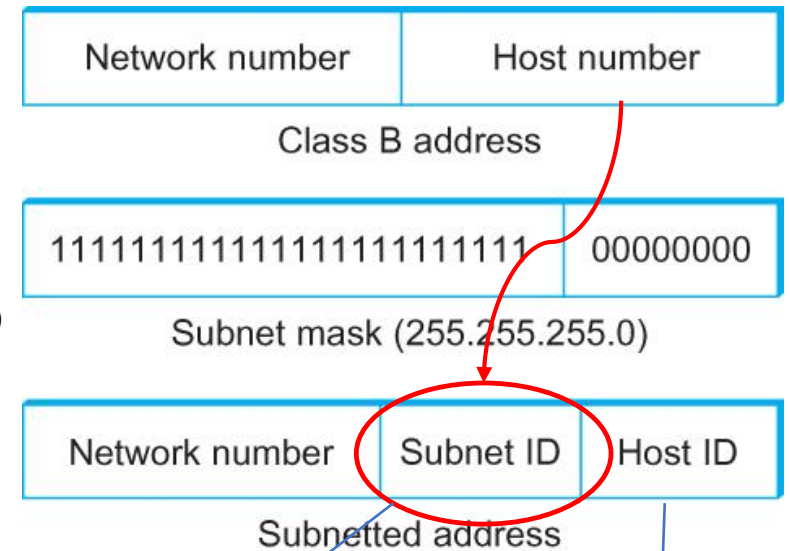 Network number Host number
Class B address
111111111111111111111111 00000000
Subnet mask (255.255.255.0)
)
Network number Subnet ID Host ID
Subnetted address